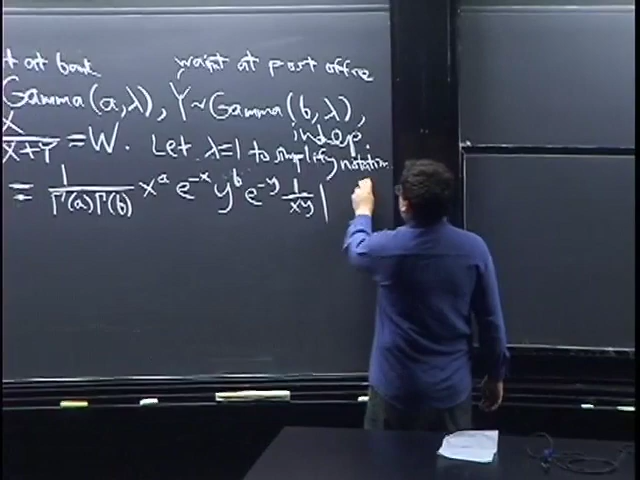 t at bank    wait at post office
Gamma(a,λ), Y~Gamma(b,λ),
indep.
X/(X+Y) = W. Let λ=1 to simplify notation.
= 1/(Γ(a)Γ(b)) x^a e^{-x} y^b e^{-y} 1/(xy) |